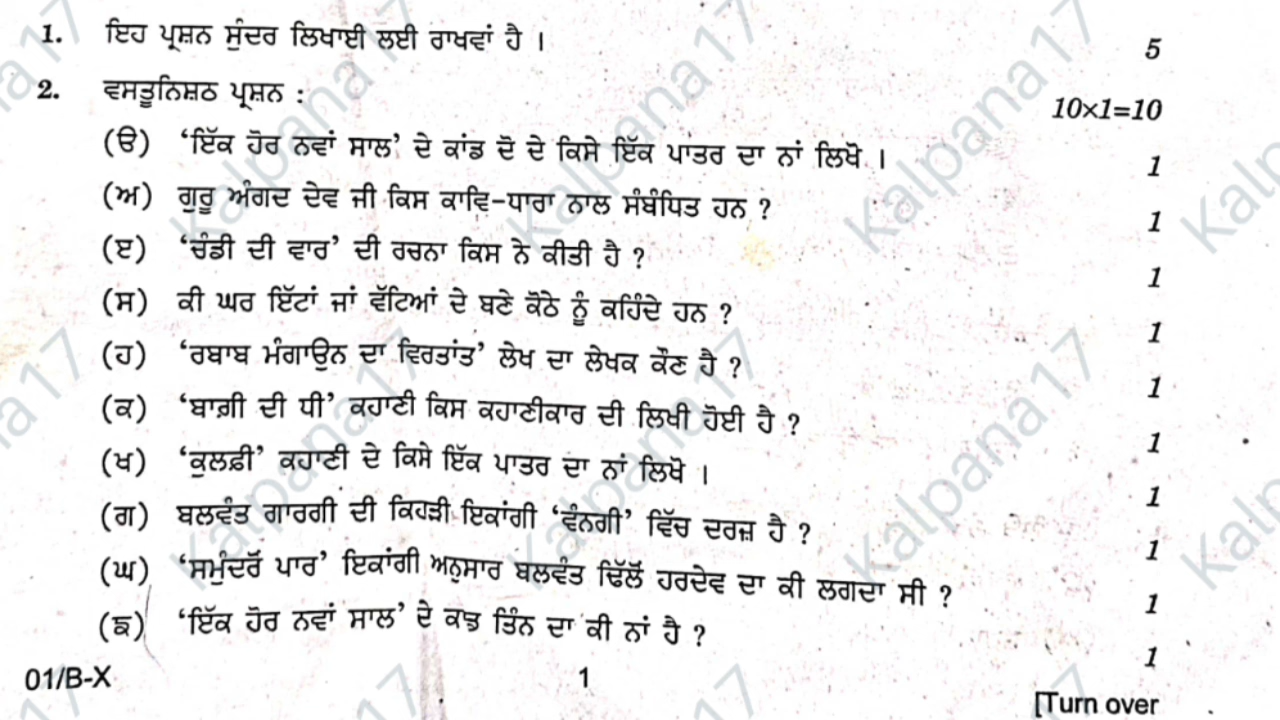 1. ਇਹ ਪ੍ਰਸ਼ਨ ਸੁੰਦਰ ਲਿਖਾਈ ਲਈ ਰਾਖਵਾਂ ਹੈ । 5
2. ਵਸਤੂਨਿਸ਼ਠ ਪ੍ਰਸ਼ਨ : 10×1=10
(ੳ) ‘ਇੱਕ ਹੋਰ ਨਵਾਂ ਸਾਲ’ ਦੇ ਕਾਂਡ ਦੋ ਦੇ ਕਿਸੇ ਇੱਕ ਪਾਤਰ ਦਾ ਨਾਂ ਲਿਖੋ । 1
(ਅ) ਗੁਰੂ ਅੰਗਦ ਦੇਵ ਜੀ ਕਿਸ ਕਾਵਿ-ਧਾਰਾ ਨਾਲ ਸੰਬੰਧਿਤ ਹਨ ? 1
(ੲ) ‘ਚੰਡੀ ਦੀ ਵਾਰ’ ਦੀ ਰਚਨਾ ਕਿਸ ਨੇ ਕੀਤੀ ਹੈ ? 1
(ਸ) ਕੀ ਘਰ ਇੱਟਾਂ ਜਾਂ ਵੱਟਿਆਂ ਦੇ ਬਣੇ ਕੋਠੇ ਨੂੰ ਕਹਿੰਦੇ ਹਨ ? 1
(ਹ) ‘ਰਬਾਬ ਮੰਗਾਉਨ ਦਾ ਵਿਰਤਾਂਤ’ ਲੇਖ ਦਾ ਲੇਖਕ ਕੌਣ ਹੈ ? 1
(ਕ) ‘ਬਾਗ਼ੀ ਦੀ ਧੀ’ ਕਹਾਣੀ ਕਿਸ ਕਹਾਣੀਕਾਰ ਦੀ ਲਿਖੀ ਹੋਈ ਹੈ ? 1
(ਖ) ‘ਕੁਲਫ਼ੀ’ ਕਹਾਣੀ ਦੇ ਕਿਸੇ ਇੱਕ ਪਾਤਰ ਦਾ ਨਾਂ ਲਿਖੋ । 1
(ਗ) ਬਲਵੰਤ ਗਾਰਗੀ ਦੀ ਕਿਹੜੀ ਇਕਾਂਗੀ ‘ਵੰਨਗੀ’ ਵਿੱਚ ਦਰਜ਼ ਹੈ ? 1
(ਘ) ‘ਸਮੁੰਦਰੋਂ ਪਾਰ’ ਇਕਾਂਗੀ ਅਨੁਸਾਰ ਬਲਵੰਤ ਢਿੱਲੋਂ ਹਰਦੇਵ ਦਾ ਕੀ ਲਗਦਾ ਸੀ ? 1
(ਙ) ‘ਇੱਕ ਹੋਰ ਨਵਾਂ ਸਾਲ’ ਦੇ ਕਾਂਡ ਤਿੰਨ ਦਾ ਕੀ ਨਾਂ ਹੈ ? 1
01/B-X 1 [Turn over
Kalpana17